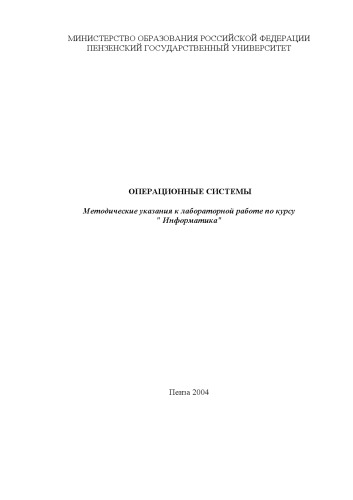 МИНИСТЕРСТВО ОБРАЗОВАНИЯ РОССИЙСКОЙ ФЕДЕРАЦИИ
ПЕНЗЕНСКИЙ ГОСУДАРСТВЕННЫЙ УНИВЕРСИТЕТ
ОПЕРАЦИОННЫЕ СИСТЕМЫ
Методические указания к лабораторной работе по курсу
" Информатика"
Пенза 2004